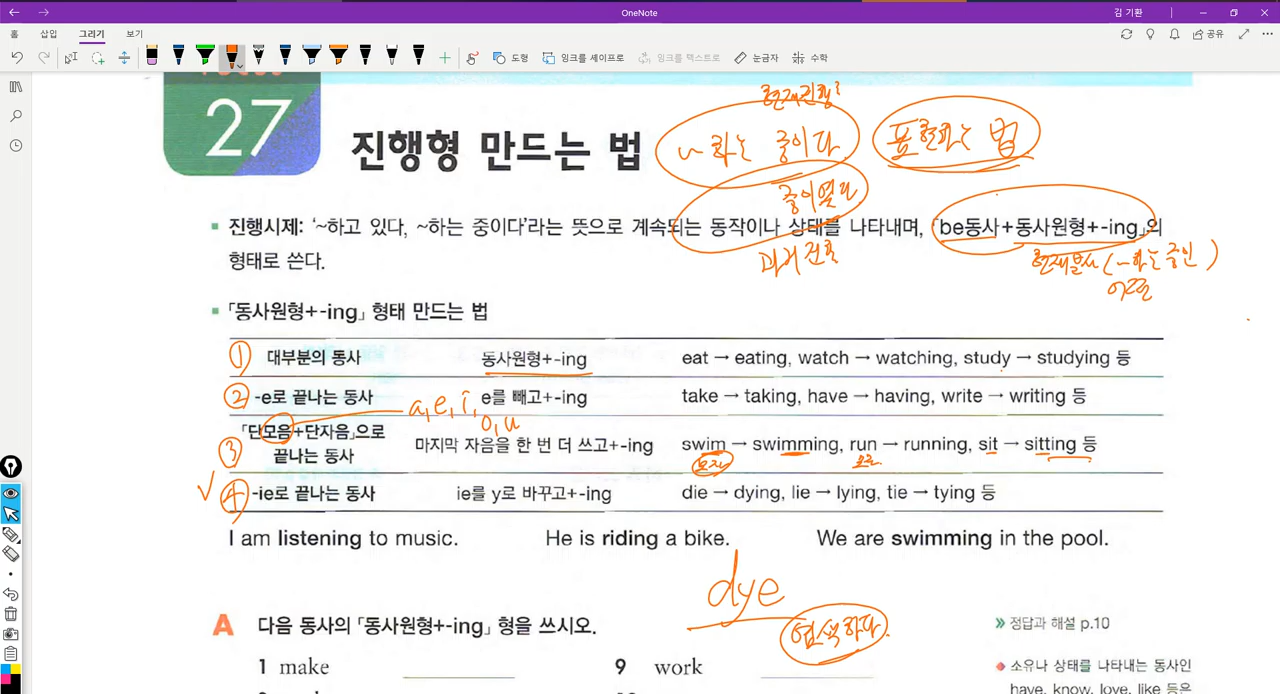 OneNote
김 기환
홈 삽입 그리기 보기
공유
도형 잉크를 셰이프로 잉크를 텍스트로 눈금자 수학
현재진행
27
진행형 만드는 법
~하는 중이다
표현하는 법
중이었다
진행시제: '~하고 있다, ~하는 중이다'라는 뜻으로 계속되는 동작이나 상태를 나타내며, 「be동사+동사원형+-ing」의
형태로 쓴다.
과거진행
현재분사 (~하는 중인)
「동사원형+-ing」 형태 만드는 법
① 대부분의 동사 동사원형+-ing eat → eating, watch → watching, study → studying 등
② -e로 끝나는 동사 e를 빼고+-ing take → taking, have → having, write → writing 등
a, e, i,
o, u
③ 「단모음+단자음」으로
끝나는 동사 마지막 자음을 한 번 더 쓰고+-ing swim → swimming, run → running, sit → sitting 등
모자
④ -ie로 끝나는 동사 ie를 y로 바꾸고+-ing die → dying, lie → lying, tie → tying 등
I am listening to music. He is riding a bike. We are swimming in the pool.
dye
염색하다.
A 다음 동사의 「동사원형+-ing」 형을 쓰시오.
정답과 해설 p.10
1 make 9 work
소유나 상태를 나타내는 동사인
have, know, love, like 등은